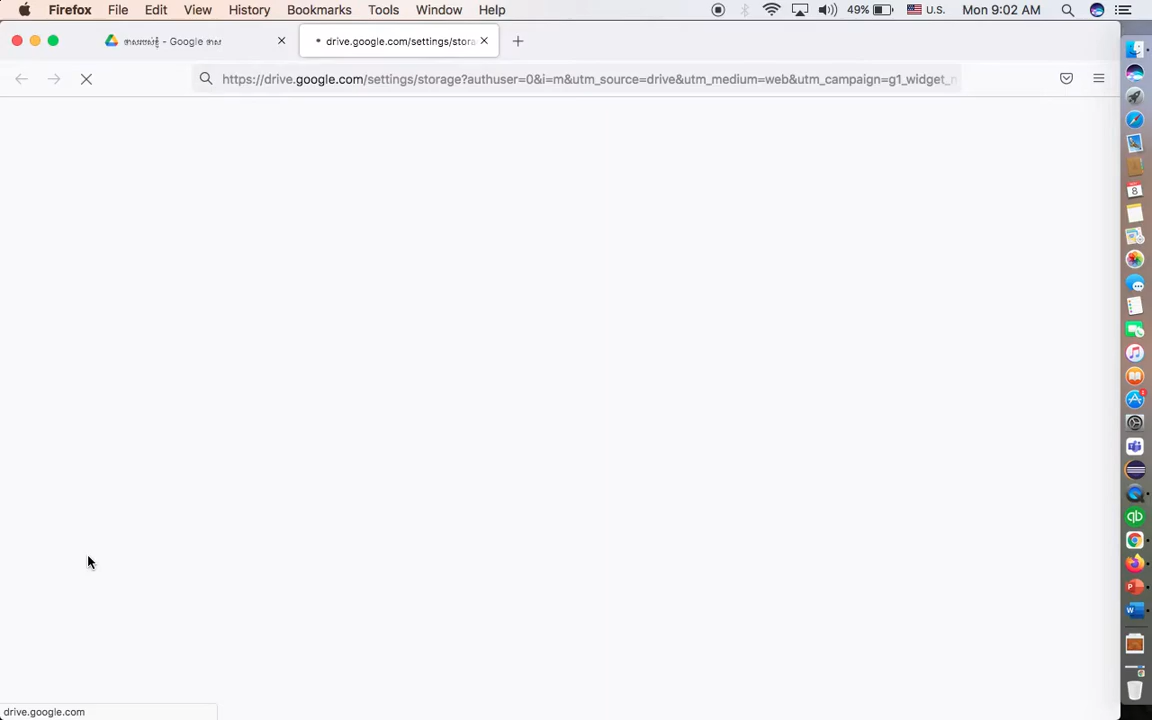 Firefox File Edit View History Bookmarks Tools Window Help 49% U.S. Mon 9:02 AM
- Google
drive.google.com/settings/stora
https://drive.google.com/settings/storage?authuser=0&i=m&utm_source=drive&utm_medium=web&utm_campaign=g1_widget_
8
drive.google.com